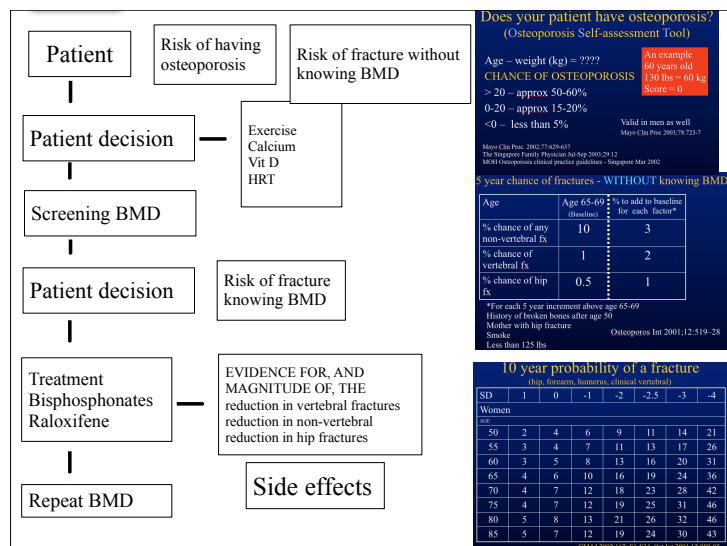 Patient
Risk of having
osteoporosis
Risk of fracture without
knowing BMD
Patient decision
Exercise
Calcium
Vit D
HRT
Screening BMD
Patient decision
Risk of fracture
knowing BMD
Treatment
Bisphosphonates
Raloxifene
EVIDENCE FOR, AND
MAGNITUDE OF, THE
reduction in vertebral fractures
reduction in non-vertebral
reduction in hip fractures
Side effects
Repeat BMD
Does your patient have osteoporosis?
(Osteoporosis Self-assessment Tool)
Age – weight (kg) = ????
CHANCE OF OSTEOPOROSIS
> 20 – approx 50-60%
0-20 – approx 15-20%
<0 – less than 5%
An example
60 years old
130 lbs = 60 kg
Score = 0
Valid in men as well
Mayo Clin Proc 2003;78:723-7
Mayo Clin Proc. 2002;77:629-637
The Singapore Family Physician Jul-Sep 2003;29:12
MOH Osteoporosis clinical practice guidelines - Singapore Mar 2002
5 year chance of fractures - WITHOUT knowing BMD
Age Age 65-69 % to add to baseline
(Baseline) for each factor*
% chance of any 10 3
non-vertebral fx
% chance of 1 2
vertebral fx
% chance of hip 0.5 1
fx
*For each 5 year increment above age 65-69
History of broken bones after age 50
Mother with hip fracture
Smoke
Less than 125 lbs
Osteoporos Int 2001;12:519–28
10 year probability of a fracture
(hip, forearm, humerus, clinical vertebral)
SD 1 0 -1 -2 -2.5 -3 -4
Women
AGE
50 2 4 6 9 11 14 21
55 3 4 7 11 13 17 26
60 3 5 8 13 16 20 31
65 4 6 10 16 19 24 36
70 4 7 12 18 23 28 42
75 4 7 12 19 25 31 46
80 5 8 13 21 26 32 46
85 5 7 12 19 24 30 43